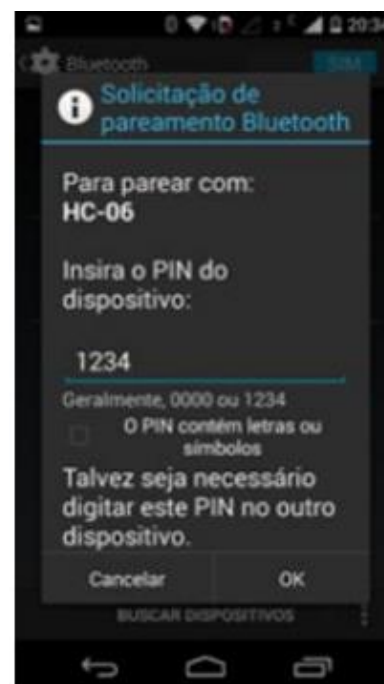 20:34
Bluetooth
SIM
Solicitação de
pareamento Bluetooth
Para parear com:
HC-06
Insira o PIN do
dispositivo:
1234
Geralmente, 0000 ou 1234
O PIN contém letras ou
símbolos
Talvez seja necessário
digitar este PIN no outro
dispositivo.
Cancelar OK
BUSCAR DISPOSITIVOS